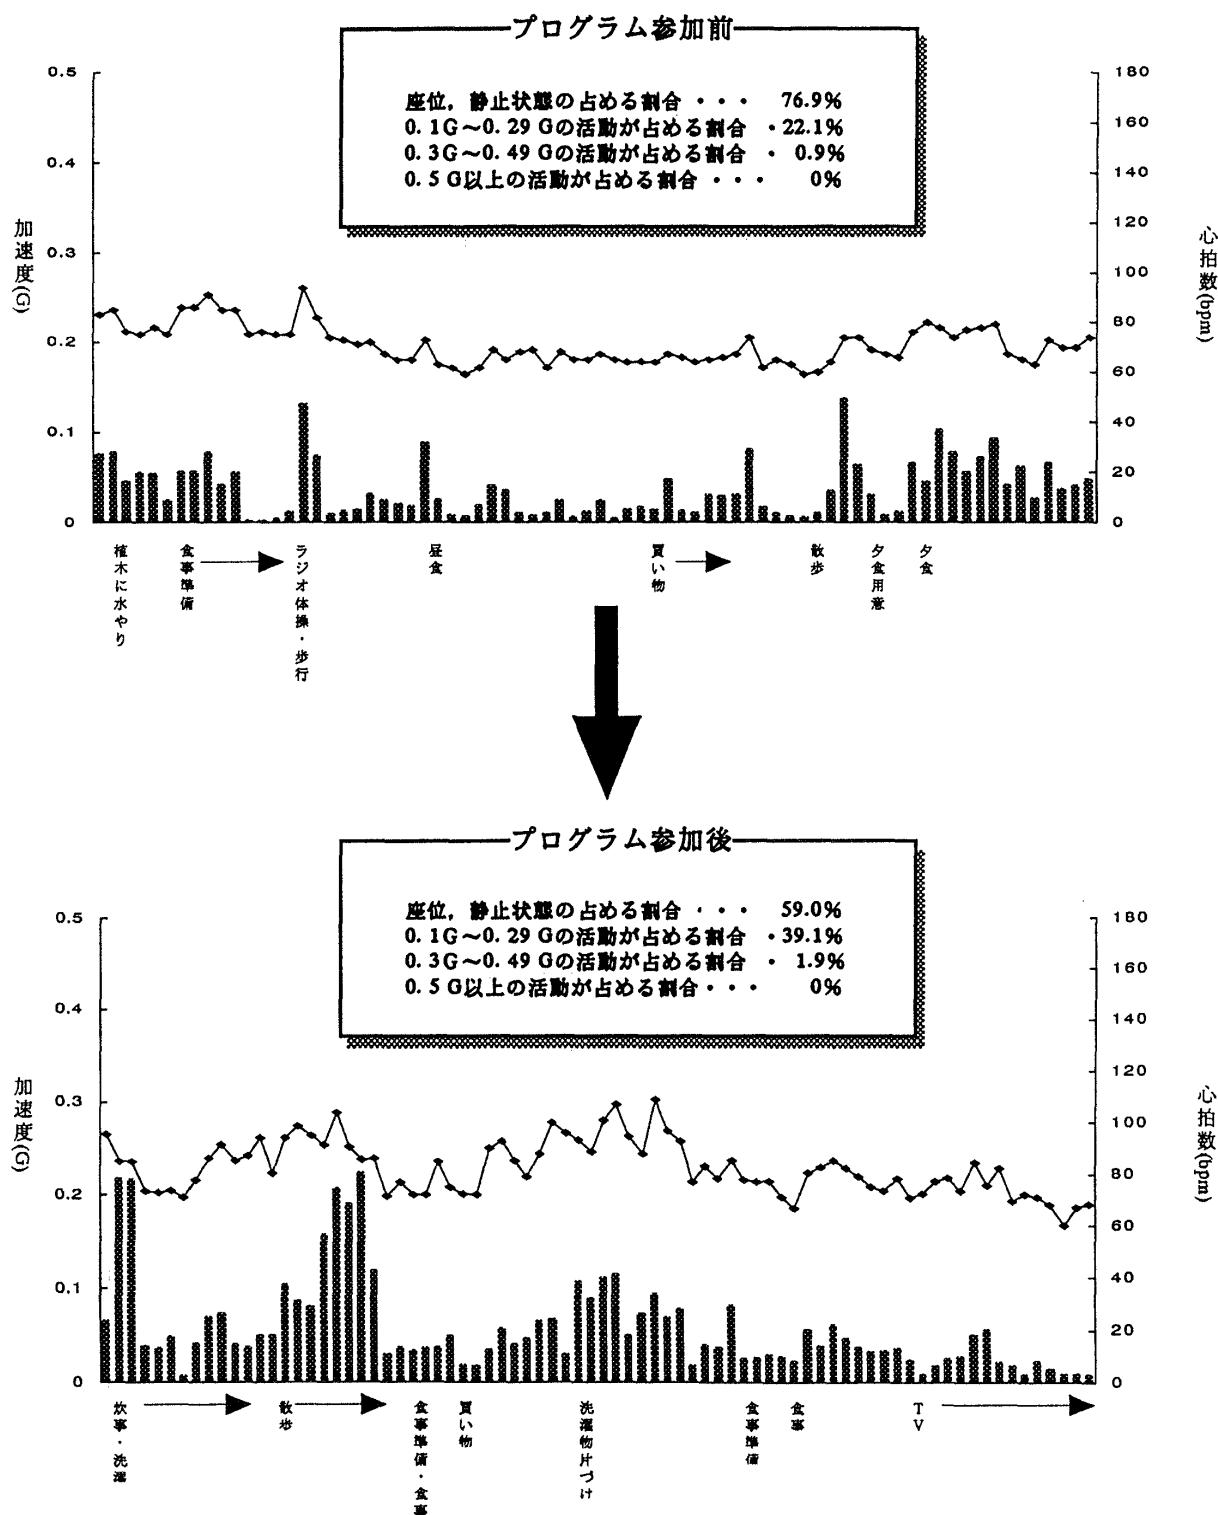 プログラム参加前
座位, 静止状態の占める割合 ・・・ 76.9%
0.1G～0.29 Gの活動が占める割合 ・22.1%
0.3G～0.49 Gの活動が占める割合 ・ 0.9%
0.5 G以上の活動が占める割合 ・・・ 0%
加速度(G)
0.5
0.4
0.3
0.2
0.1
0
心拍数(bpm)
180
160
140
120
100
80
60
40
20
0
植木に水やり
食事準備
ラジオ体操・歩行
昼食
買い物
散歩
夕食用意
夕食
プログラム参加後
座位, 静止状態の占める割合 ・・・ 59.0%
0.1G～0.29 Gの活動が占める割合 ・39.1%
0.3G～0.49 Gの活動が占める割合 ・ 1.9%
0.5 G以上の活動が占める割合・・・ 0%
加速度(G)
0.5
0.4
0.3
0.2
0.1
0
心拍数(bpm)
180
160
140
120
100
80
60
40
20
0
炊事・洗濯
散歩
食事準備・食事
買い物
洗濯物片づけ
食事準備
食事
TV